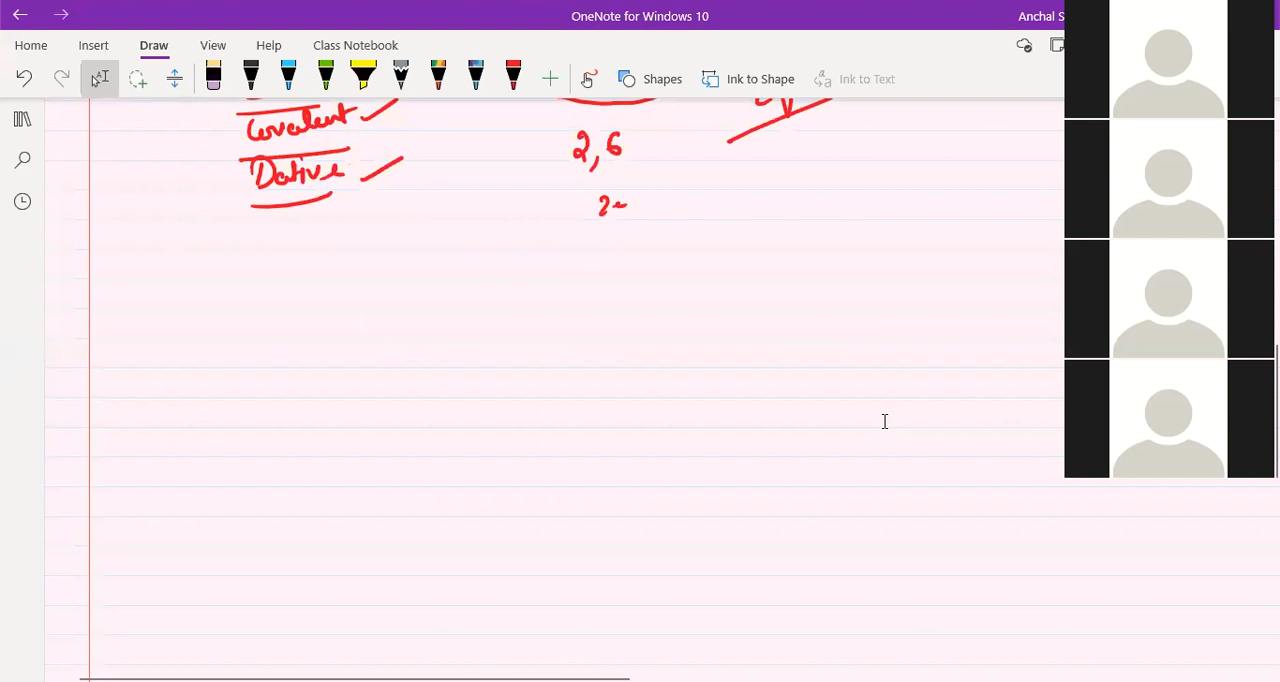 OneNote for Windows 10
Anchal S
Home Insert Draw View Help Class Notebook
Shapes Ink to Shape Ink to Text
Covalent
2, 6
Dative
2e